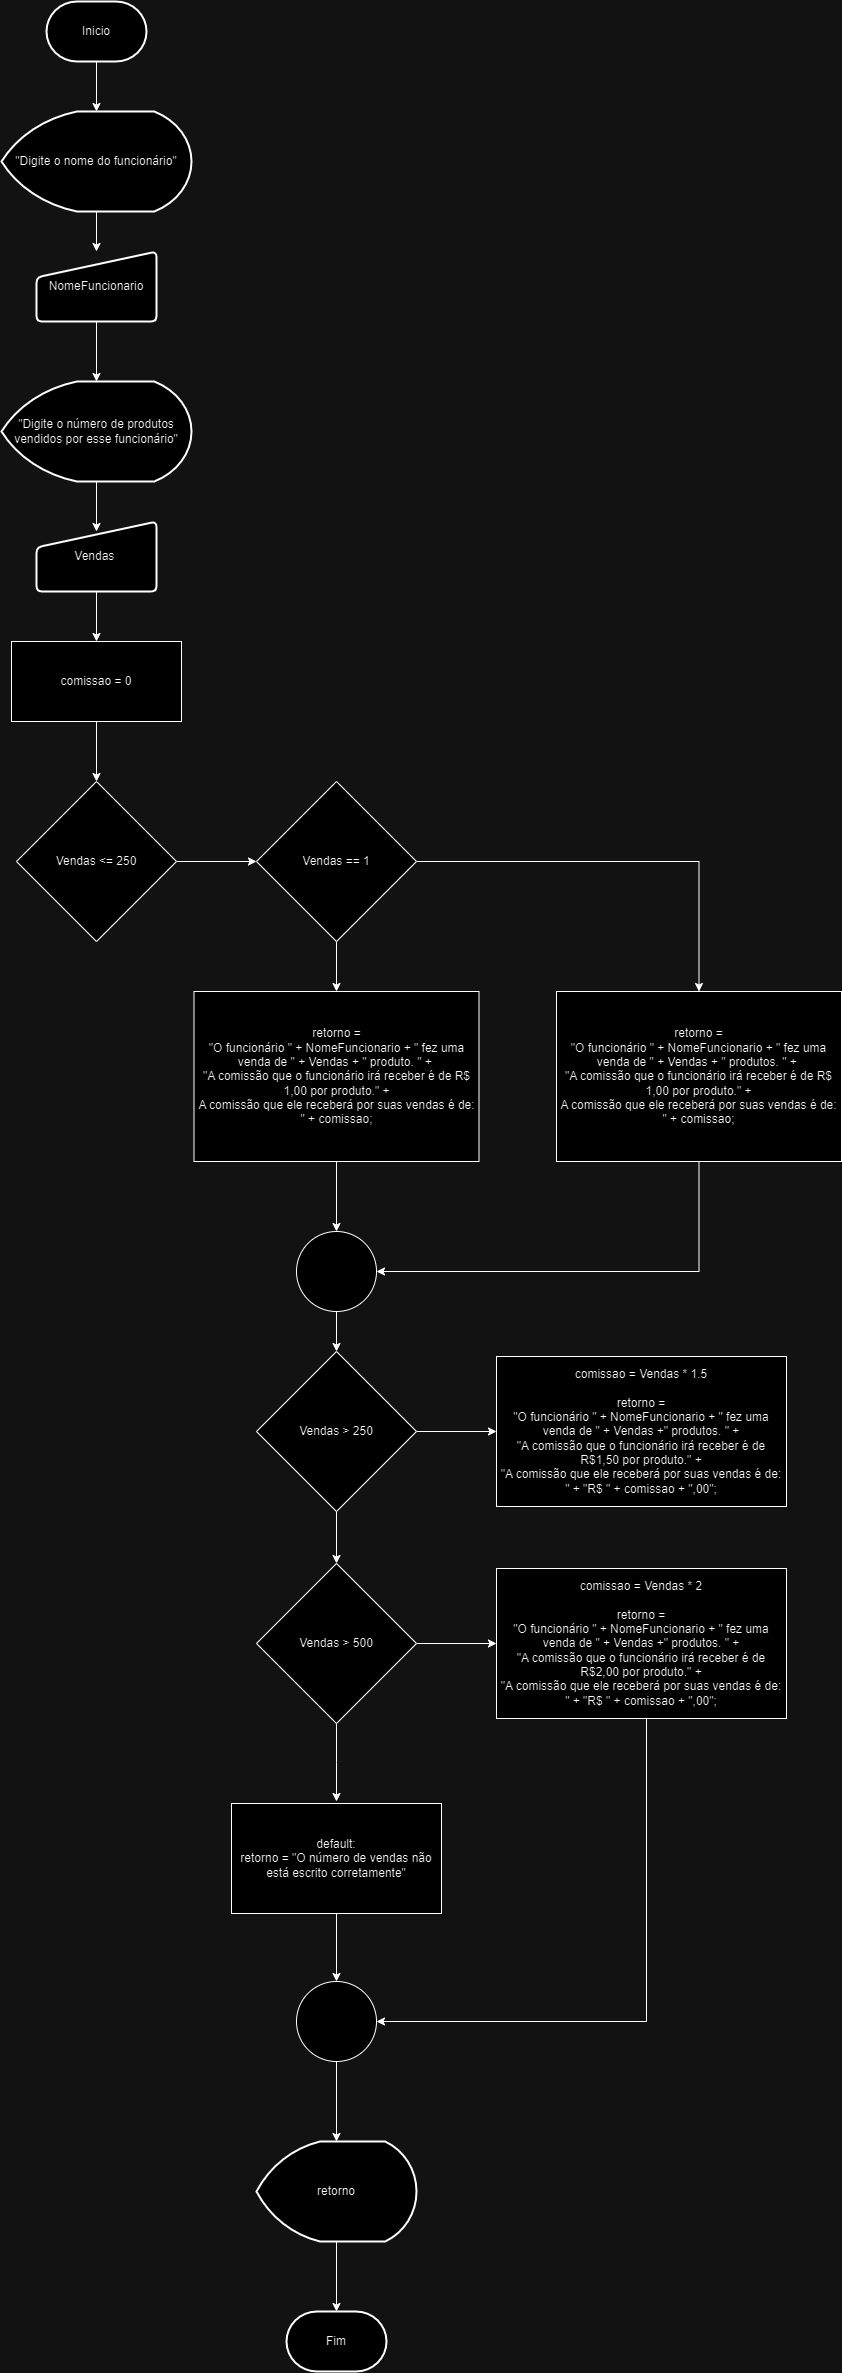 Inicio
"Digite o nome do funcionário"
NomeFuncionario
"Digite o número de produtos
vendidos por esse funcionário"
Vendas
comissao = 0
Vendas <= 250
Vendas == 1
retorno =
"O funcionário " + NomeFuncionario + " fez uma
venda de " + Vendas + " produto. " +
"A comissão que o funcionário irá receber é de R$
1,00 por produto." +
A comissão que ele receberá por suas vendas é de:
" + comissao;
retorno =
"O funcionário " + NomeFuncionario + " fez uma
venda de " + Vendas + " produtos. " +
"A comissão que o funcionário irá receber é de R$
1,00 por produto." +
A comissão que ele receberá por suas vendas é de:
" + comissao;
Vendas > 250
comissao = Vendas * 1.5
retorno =
"O funcionário " + NomeFuncionario + " fez uma
venda de " + Vendas +" produtos. " +
"A comissão que o funcionário irá receber é de
R$1,50 por produto." +
"A comissão que ele receberá por suas vendas é de:
" + "R$ " + comissao + ",00";
Vendas > 500
comissao = Vendas * 2
retorno =
"O funcionário " + NomeFuncionario + " fez uma
venda de " + Vendas +" produtos. " +
"A comissão que o funcionário irá receber é de
R$2,00 por produto." +
"A comissão que ele receberá por suas vendas é de:
" + "R$ " + comissao + ",00";
default:
retorno = "O número de vendas não
está escrito corretamente"
retorno
Fim